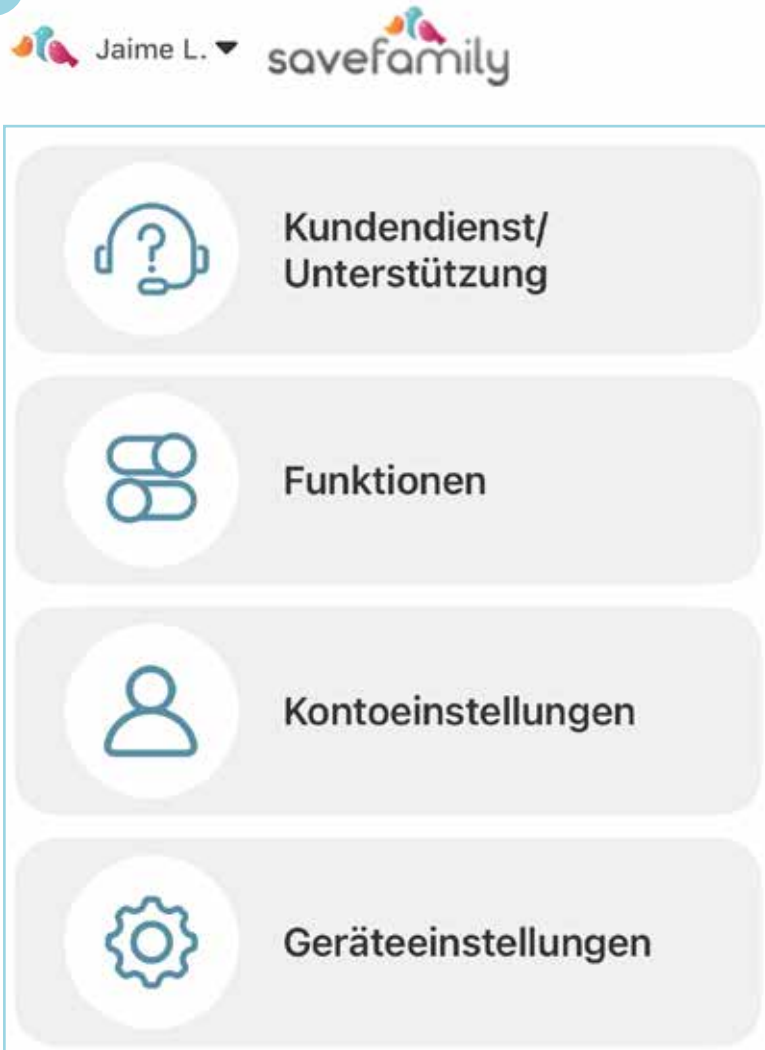 Jaime L.
savefamily
Kundendienst/
Unterstützung
Funktionen
Kontoeinstellungen
Geräteeinstellungen